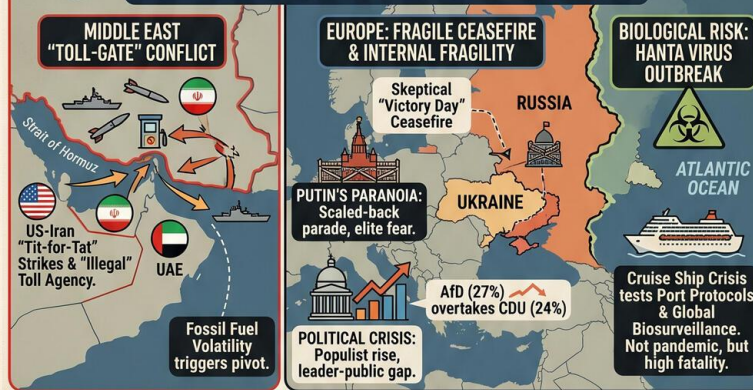 MIDDLE EAST
"TOLL-GATE" CONFLICT
Strait of Hormuz
US-Iran
"Tit-for-Tat"
Strikes & "Illegal"
Toll Agency.
UAE
Fossil Fuel
Volatility
triggers pivot.
EUROPE: FRAGILE CEASEFIRE
& INTERNAL FRAGILITY
Skeptical
"Victory Day"
Ceasefire
RUSSIA
PUTIN'S PARANOIA:
Scaled-back
parade, elite fear.
UKRAINE
AfD (27%)
overtakes CDU (24%)
POLITICAL CRISIS:
Populist rise,
leader-public gap.
BIOLOGICAL RISK:
HANTA VIRUS
OUTBREAK
ATLANTIC
OCEAN
Cruise Ship Crisis
tests Port Protocols
& Global
Biosurveillance.
Not pandemic, but
high fatality.